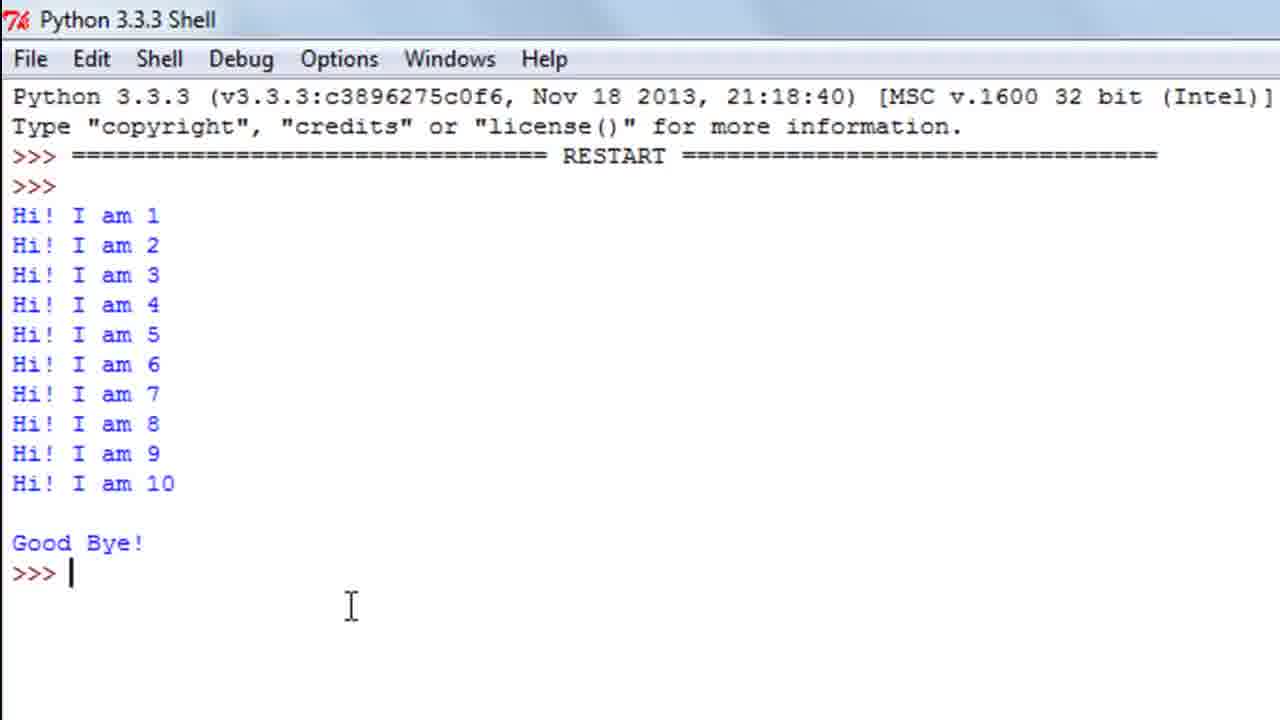 Python 3.3.3 Shell
File Edit Shell Debug Options Windows Help
Python 3.3.3 (v3.3.3:c3896275c0f6, Nov 18 2013, 21:18:40) [MSC v.1600 32 bit (Intel)]
Type "copyright", "credits" or "license()" for more information.
>>> ================================ RESTART ================================
>>>
Hi! I am 1
Hi! I am 2
Hi! I am 3
Hi! I am 4
Hi! I am 5
Hi! I am 6
Hi! I am 7
Hi! I am 8
Hi! I am 9
Hi! I am 10
Good Bye!
>>>